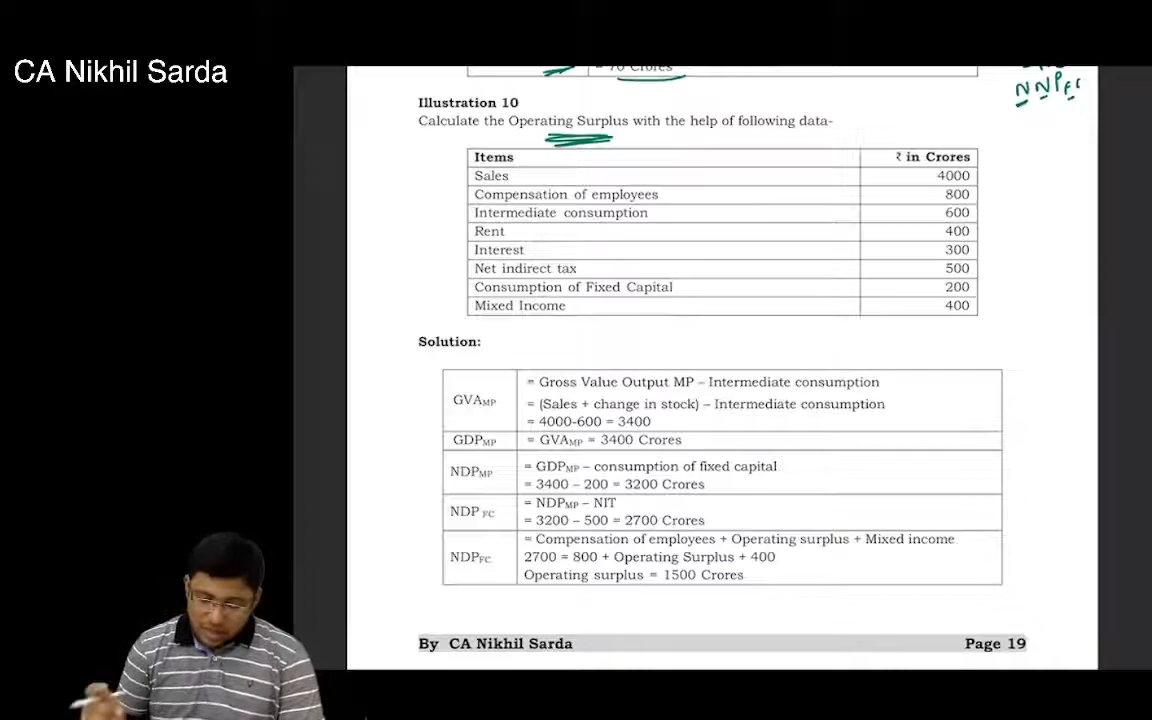 CA Nikhil Sarda
= 70 Crores
NNPFC
Illustration 10
Calculate the Operating Surplus with the help of following data-
Items ₹ in Crores
Sales 4000
Compensation of employees 800
Intermediate consumption 600
Rent 400
Interest 300
Net indirect tax 500
Consumption of Fixed Capital 200
Mixed Income 400
Solution:
GVAMP = Gross Value Output MP – Intermediate consumption
= (Sales + change in stock) – Intermediate consumption
= 4000-600 = 3400
GDPMP = GVAMP = 3400 Crores
NDPMP = GDPMP – consumption of fixed capital
= 3400 – 200 = 3200 Crores
NDP FC = NDPMP – NIT
= 3200 – 500 = 2700 Crores
NDPFC = Compensation of employees + Operating surplus + Mixed income
2700 = 800 + Operating Surplus + 400
Operating surplus = 1500 Crores
By CA Nikhil Sarda Page 19